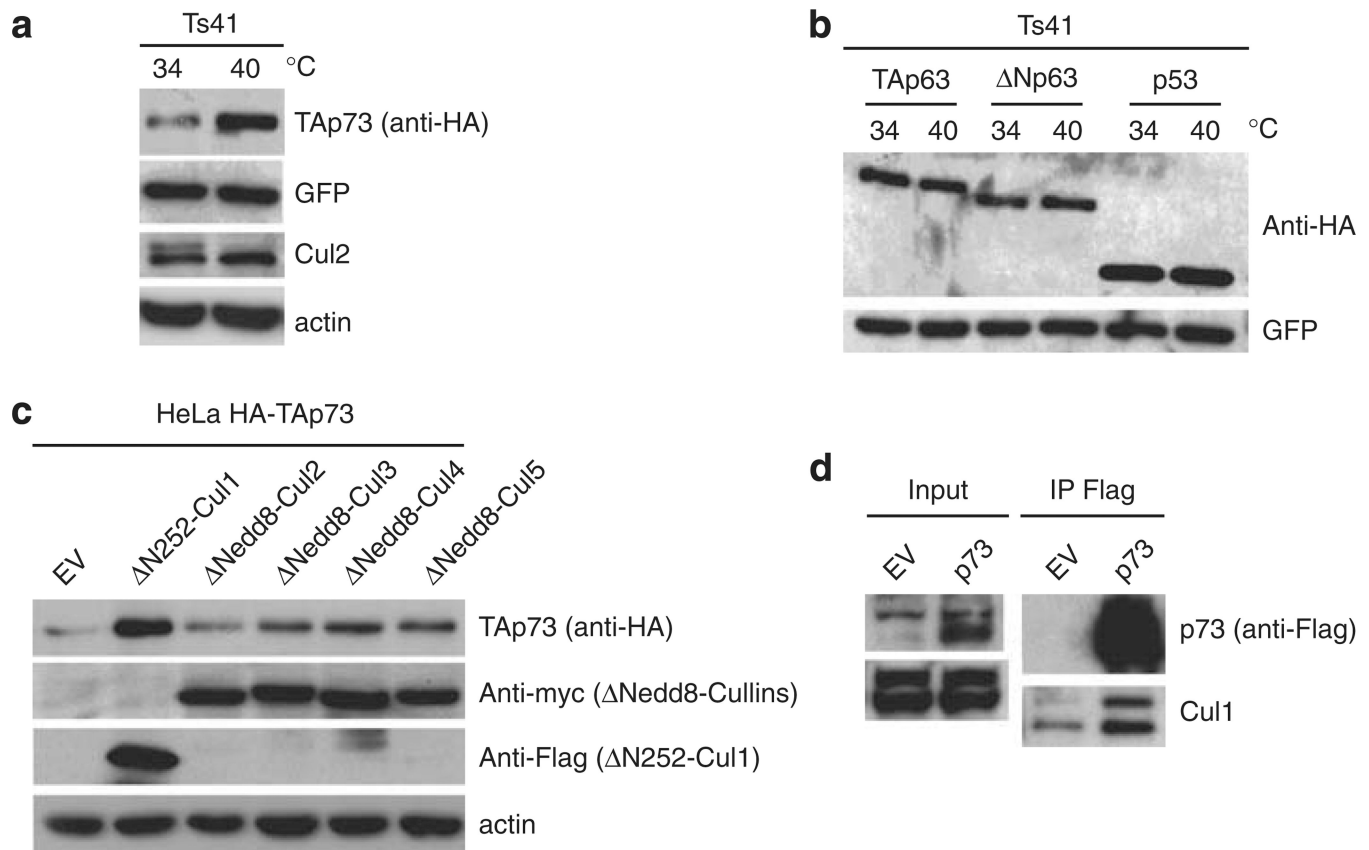 a
Ts41
34 40 °C
TAp73 (anti-HA)
GFP
Cul2
actin
b
Ts41
TAp63 ΔNp63 p53
34 40 34 40 34 40 °C
Anti-HA
GFP
c
HeLa HA-TAp73
EV ΔN252-Cul1 ΔNedd8-Cul2 ΔNedd8-Cul3 ΔNedd8-Cul4 ΔNedd8-Cul5
TAp73 (anti-HA)
Anti-myc (ΔNedd8-Cullins)
Anti-Flag (ΔN252-Cul1)
actin
d
Input IP Flag
EV p73 EV p73
p73 (anti-Flag)
Cul1